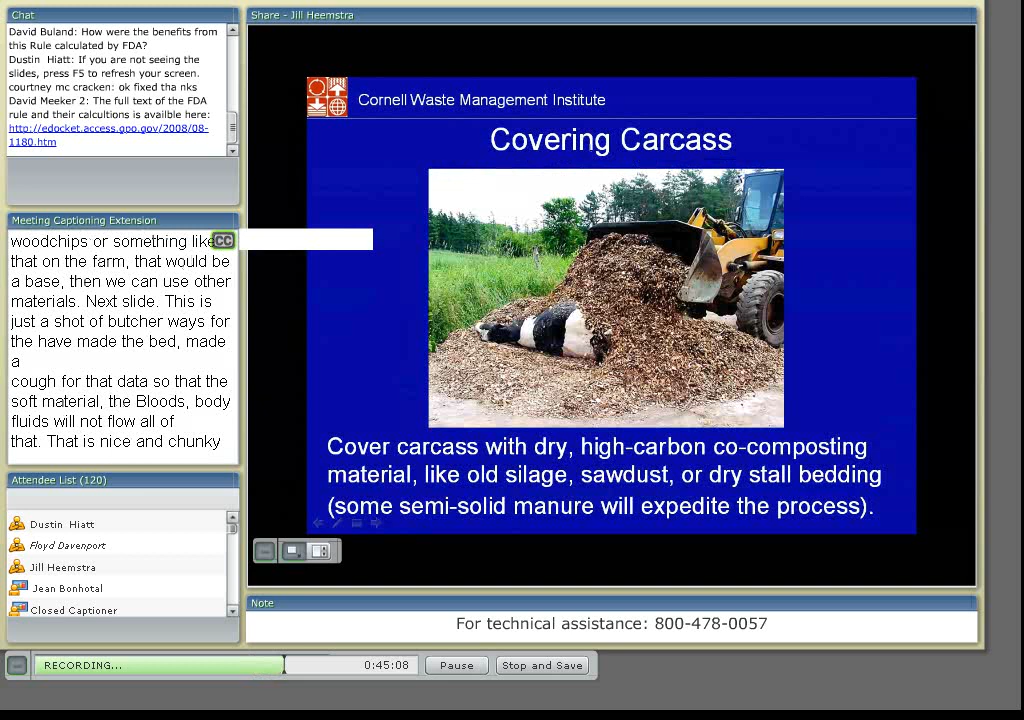 Chat
David Buland: How were the benefits from
this Rule calculated by FDA?
Dustin Hiatt: If you are not seeing the
slides, press F5 to refresh your screen.
courtney mc cracken: ok fixed tha nks
David Meeker 2: The full text of the FDA
rule and their calcultions is availble here:
http://edocket.access.gpo.gov/2008/08-
1180.htm
Meeting Captioning Extension
woodchips or something like
CC
that on the farm, that would be
a base, then we can use other
materials. Next slide. This is
just a shot of butcher ways for
the have made the bed, made
a
cough for that data so that the
soft material, the Bloods, body
fluids will not flow all of
that. That is nice and chunky
Attendee List (120)
Dustin Hiatt
Floyd Davenport
Jill Heemstra
Jean Bonhotal
Closed Captioner
Share - Jill Heemstra
Cornell Waste Management Institute
Covering Carcass
Cover carcass with dry, high-carbon co-composting
material, like old silage, sawdust, or dry stall bedding
(some semi-solid manure will expedite the process).
Note
For technical assistance: 800-478-0057
RECORDING... 0:45:08 Pause Stop and Save